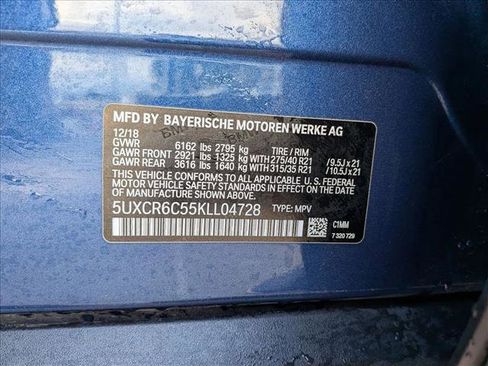 MFD BY BAYERISCHE MOTOREN WERKE AG
12/18
GVWR 6162 lbs 2795 kg TIRE / RIM
GAWR FRONT 2921 lbs 1325 kg WITH 275/40 R21 / 9.5J x 21
GAWR REAR 3616 lbs 1640 kg WITH 315/35 R21 / 10.5J x 21
THIS VEHICLE CONFORMS TO ALL APPLICABLE U. S. FEDERAL
MOTOR VEHICLE SAFETY STANDARDS IN EFFECT ON THE DATE
OF MANUFACTURE SHOWN ABOVE.
5UXCR6C55KLL04728 TYPE: MPV
C1MM
7 320 729